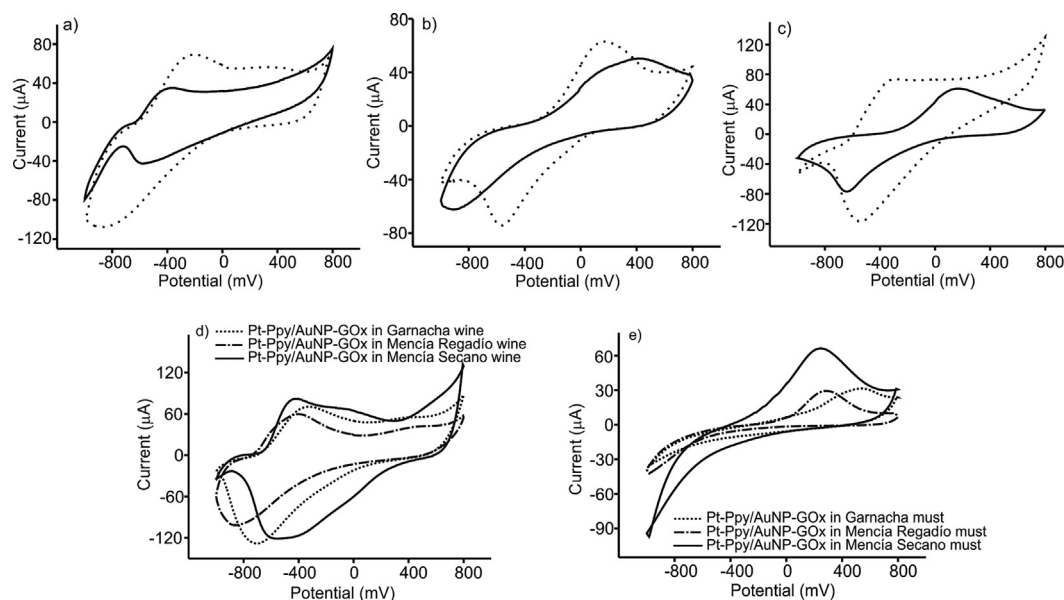 a)
80
40
0
-40
-80
-120
Current (μA)
-800 -400 0 400 800
Potential (mV)
b)
80
40
0
-40
-80
Current (μA)
-800 -400 0 400 800
Potential (mV)
c)
120
80
40
0
-40
-80
-120
Current (μA)
-800 -400 0 400 800
Potential (mV)
d)
Pt-Ppy/AuNP-GOx in Garnacha wine
Pt-Ppy/AuNP-GOx in Mencía Regadío wine
Pt-Ppy/AuNP-GOx in Mencía Secano wine
120
60
0
-60
-120
Current (μA)
-800 -400 0 400 800
Potential (mV)
e)
60
30
0
-30
-60
-90
Current (μA)
Pt-Ppy/AuNP-GOx in Garnacha must
Pt-Ppy/AuNP-GOx in Mencía Regadío must
Pt-Ppy/AuNP-GOx in Mencía Secano must
-800 -400 0 400 800
Potential (mV)